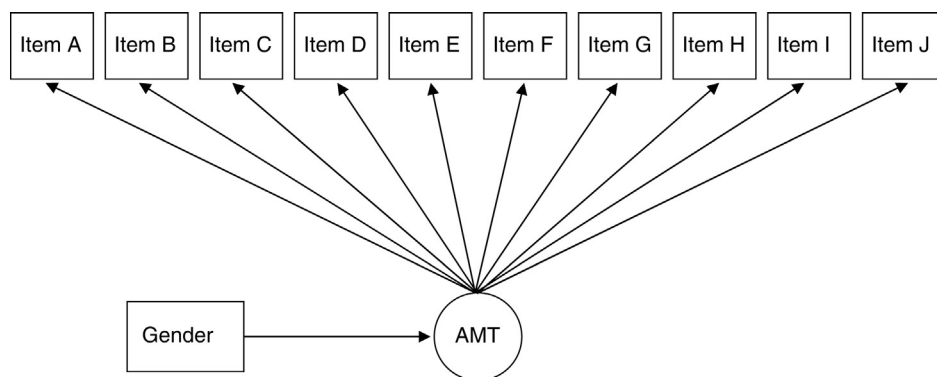 Item A
Item B
Item C
Item D
Item E
Item F
Item G
Item H
Item I
Item J
Gender
AMT